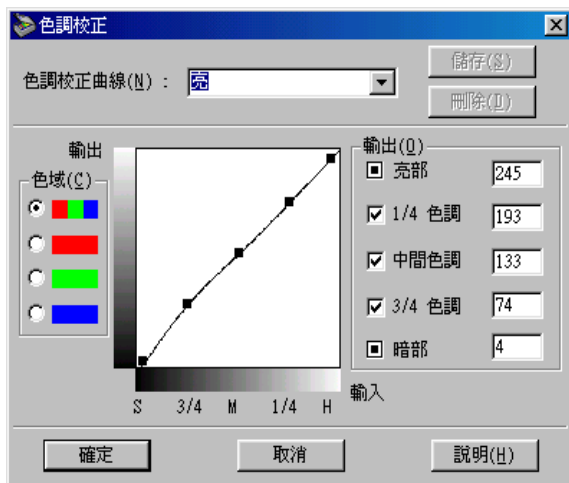 色調校正
色調校正曲線(N) : 亮
儲存(S)
刪除(D)
輸出
色域(C)
輸出(O)
亮部 245
1/4 色調 193
中間色調 133
3/4 色調 74
暗部 4
輸入
S 3/4 M 1/4 H
確定 取消 說明(H)